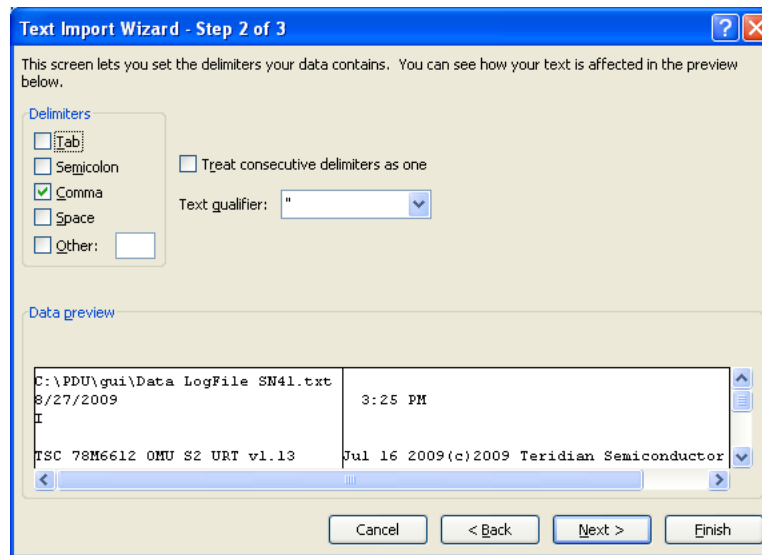 Text Import Wizard - Step 2 of 3
This screen lets you set the delimiters your data contains. You can see how your text is affected in the preview
below.
Delimiters
Tab
Semicolon
Comma
Space
Other:
Treat consecutive delimiters as one
Text qualifier: "
Data preview
C:\PDU\gui\Data LogFile SN41.txt
8/27/2009 3:25 PM
I
TSC 78M6612 OMU S2 URT v1.13 Jul 16 2009(c)2009 Teridian Semiconductor
Cancel < Back Next > Finish